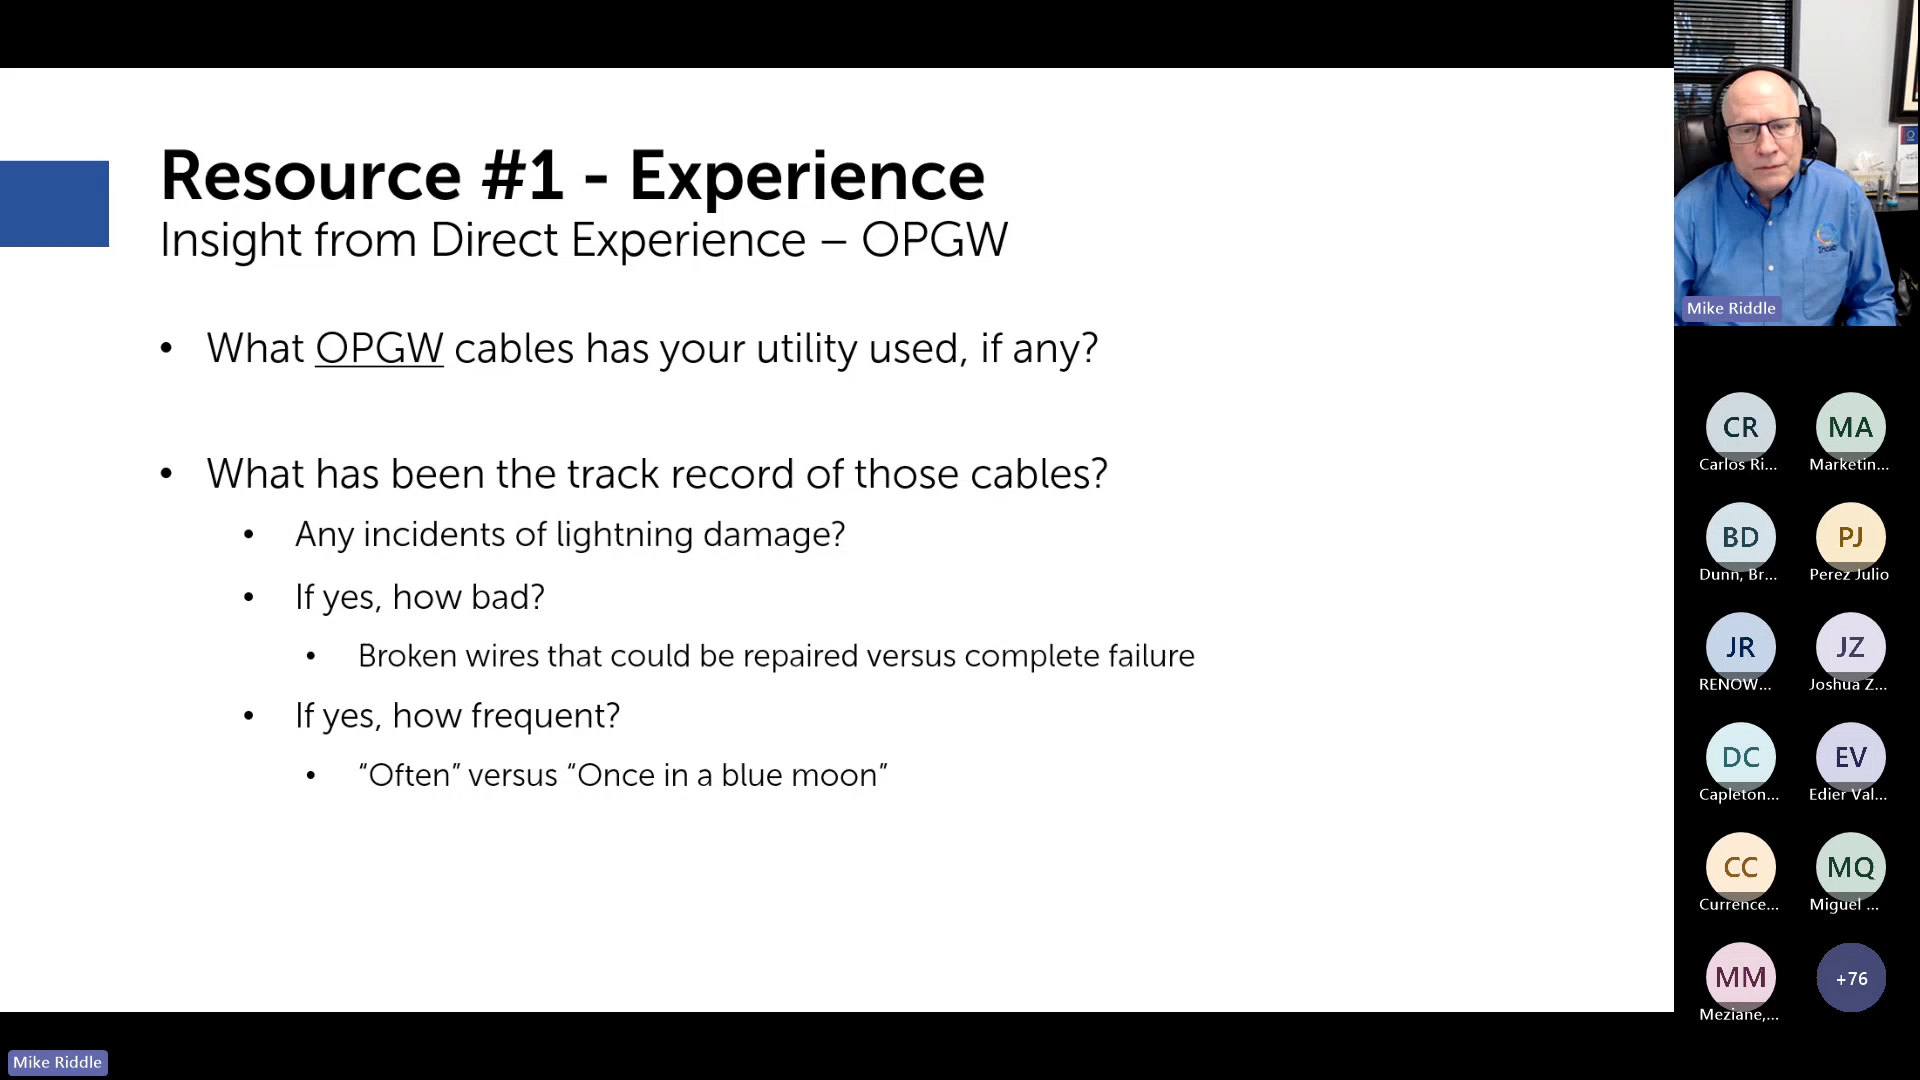 Resource #1 - Experience
Insight from Direct Experience – OPGW
• What OPGW cables has your utility used, if any?
• What has been the track record of those cables?
• Any incidents of lightning damage?
• If yes, how bad?
• Broken wires that could be repaired versus complete failure
• If yes, how frequent?
• “Often” versus “Once in a blue moon”
Incab
Mike Riddle
CR
MA
Carlos Ri...
Marketin...
BD
PJ
Dunn, Br...
Perez Julio
JR
JZ
RENOW...
Joshua Z...
DC
EV
Capleton...
Edier Val...
CC
MQ
Currence...
Miguel ...
MM
+76
Meziane,...
Mike Riddle